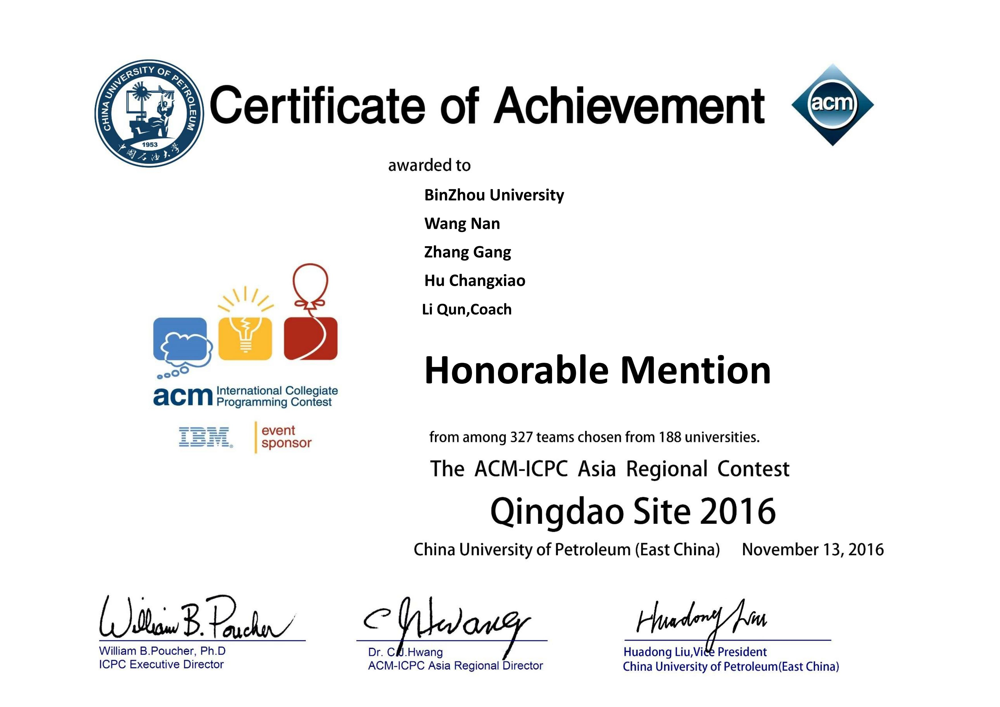 CHINA UNIVERSITY OF PETROLEUM
1953
中国石油大学
Certificate of Achievement
acm
awarded to
BinZhou University
Wang Nan
Zhang Gang
Hu Changxiao
Li Qun,Coach
Honorable Mention
acm International Collegiate
Programming Contest
IBM® event
sponsor
from among 327 teams chosen from 188 universities.
The ACM-ICPC Asia Regional Contest
Qingdao Site 2016
China University of Petroleum (East China) November 13, 2016
William B. Poucher
William B.Poucher, Ph.D
ICPC Executive Director
C J Hwang
Dr. C.J.Hwang
ACM-ICPC Asia Regional Director
Huadong Liu
Huadong Liu,Vice President
China University of Petroleum(East China)